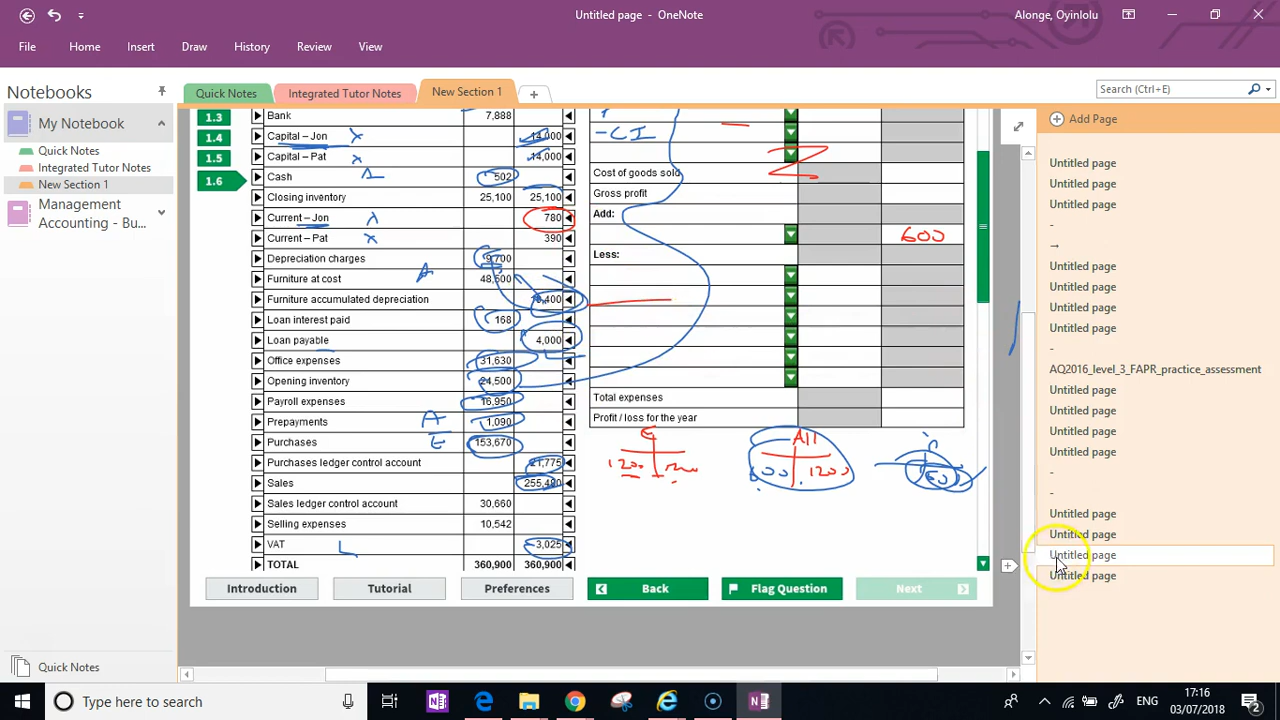 Untitled page - OneNote
Alonge, Oyinlolu
File Home Insert Draw History Review View
Notebooks
Quick Notes Integrated Tutor Notes New Section 1
Search (Ctrl+E)
My Notebook
Quick Notes
Integrated Tutor Notes
New Section 1
Management
Accounting - Bu...
Quick Notes
1.3
1.4
1.5
1.6
Bank 7,888
Capital – Jon X 14,000
Capital – Pat x 14,000
Cash A 502
Closing inventory 25,100 25,100
Current – Jon 780
Current – Pat x 390
Depreciation charges 9,700
Furniture at cost A 48,500
Furniture accumulated depreciation
Loan interest paid 168
Loan payable 4,000
Office expenses 31,630
Opening inventory 24,500
Payroll expenses 16,950
Prepayments A 1,090
Purchases E 153,670
Purchases ledger control account 21,775
Sales 255,480
Sales ledger control account 30,660
Selling expenses 10,542
VAT L 3,025
TOTAL 360,900 360,900
- CI
Cost of goods sold
Gross profit
Add:
600
Less:
Total expenses
Profit / loss for the year
E
1200
All
1200
Introduction Tutorial Preferences Back Flag Question Next
Add Page
Untitled page
Untitled page
Untitled page
-
→
Untitled page
Untitled page
Untitled page
Untitled page
-
AQ2016_level_3_FAPR_practice_assessment
Untitled page
Untitled page
Untitled page
Untitled page
-
-
Untitled page
Untitled page
Untitled page
Untitled page
Type here to search
ENG
17:16
03/07/2018
2